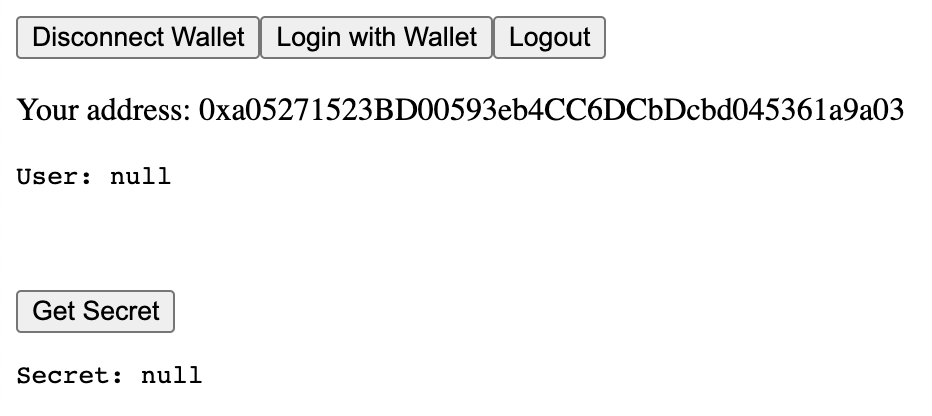 Disconnect Wallet Login with Wallet Logout
Your address: 0xa05271523BD00593eb4CC6DCbDcbd045361a9a03
User: null
Get Secret
Secret: null